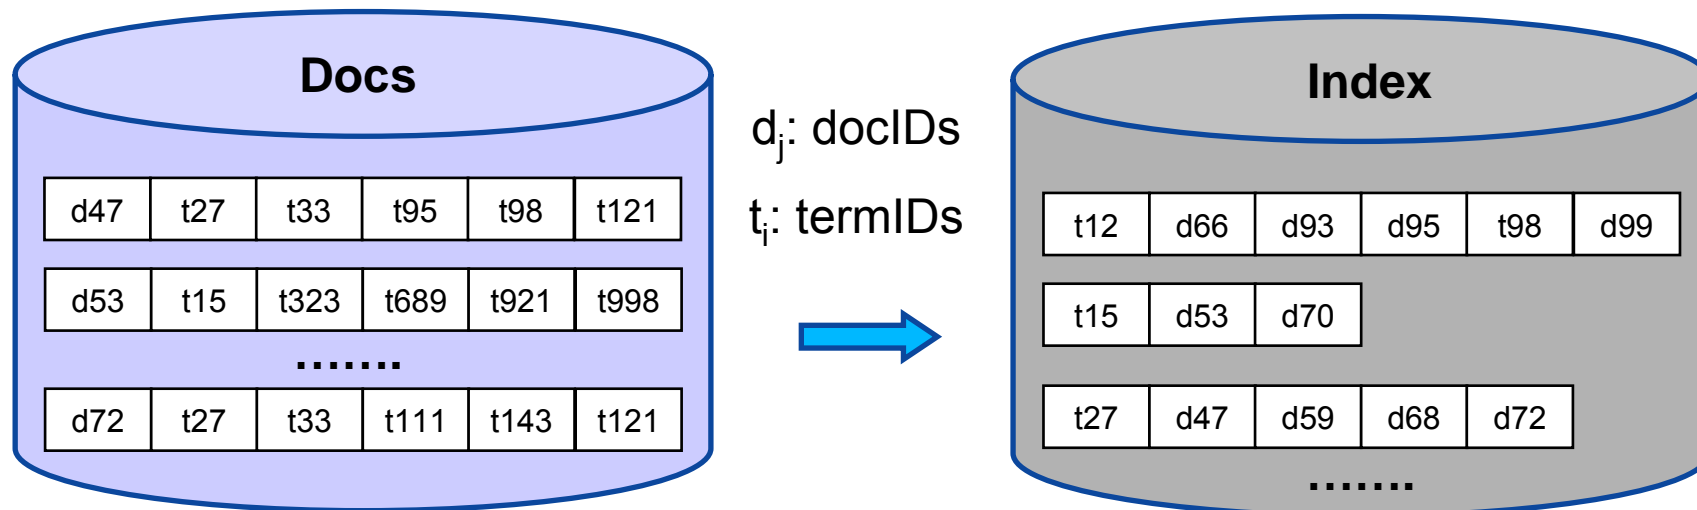 Docs
d47 t27 t33 t95 t98 t121
d53 t15 t323 t689 t921 t998
.......
d72 t27 t33 t111 t143 t121
dj: docIDs
ti: termIDs
Index
t12 d66 d93 d95 t98 d99
t15 d53 d70
t27 d47 d59 d68 d72
.......